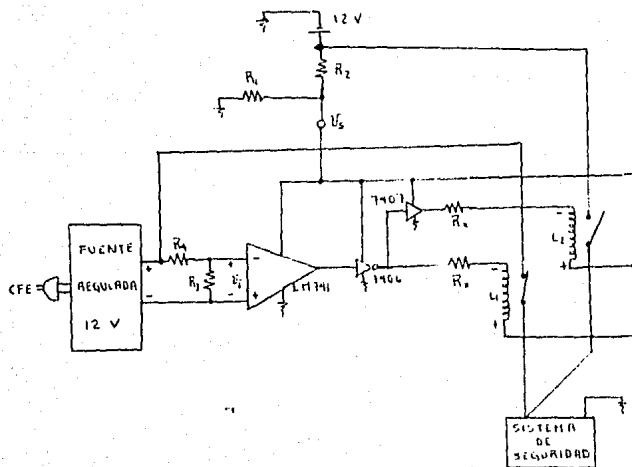 12 V
R2
R1
Vs
7407
Rx
L2
FUENTE
REGULADA
12 V
CFE
+
-
R4
R3
+
Vi
-
-
+
LM741
7406
Rx
-
L1
+
-
+
SISTEMA
DE
SEGURIDAD